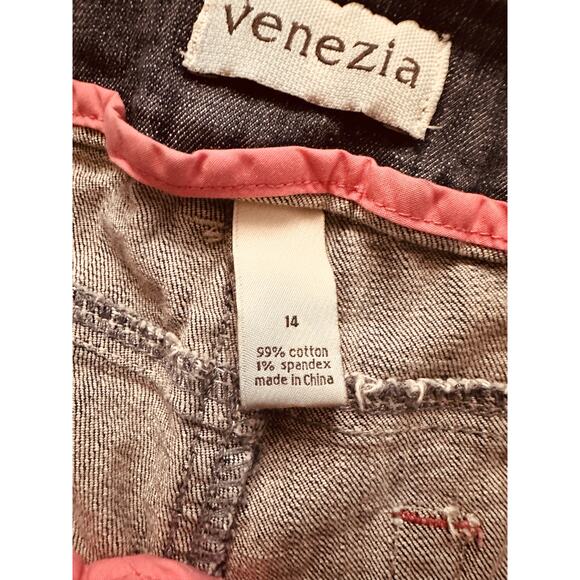 venezia
14
99% cotton
1% spandex
made in China